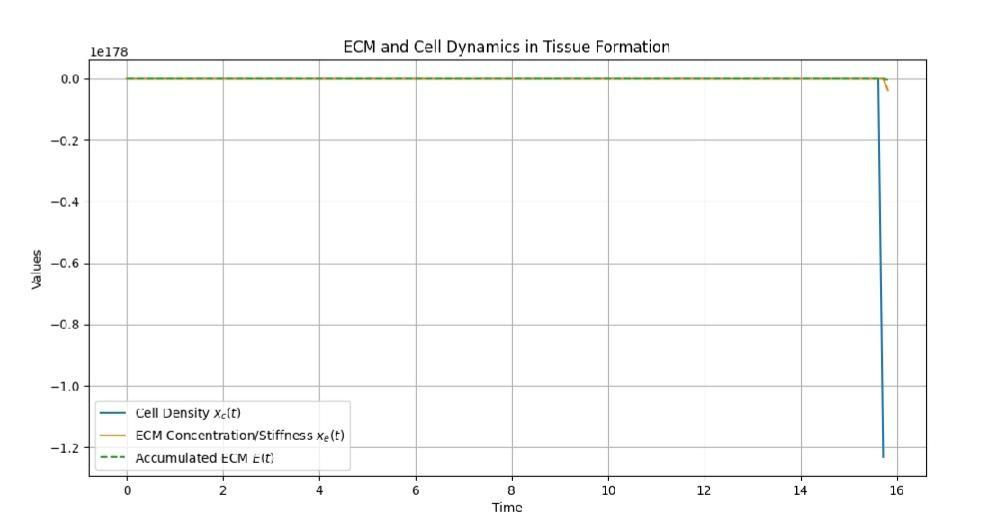 ECM and Cell Dynamics in Tissue Formation
1e178
0.0
−0.2
−0.4
−0.6
−0.8
−1.0
−1.2
Values
Cell Density x_c(t)
ECM Concentration/Stiffness x_e(t)
Accumulated ECM E(t)
0 2 4 6 8 10 12 14 16
Time